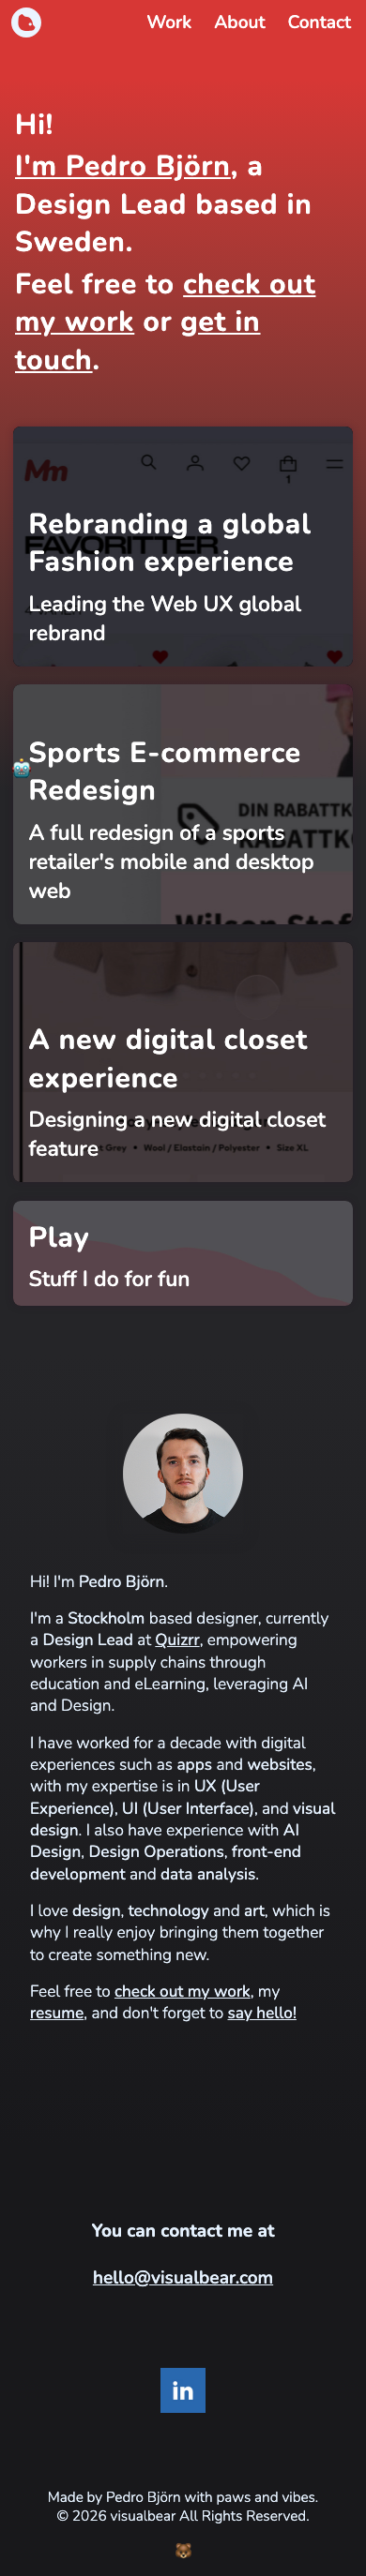 Work About Contact
Hi!
I'm Pedro Björn, a
Design Lead based in
Sweden.
Feel free to check out
my work or get in
touch.
Mm
1
FAVORITTER
Rebranding a global
Fashion experience
Leading the Web UX global
rebrand
Sports E-commerce
Redesign
DIN RABATTK
RABATTK
A full redesign of a sports
retailer's mobile and desktop
web
Wilson Staf
A new digital closet
experience
Designing a new digital closet
feature
Grey • Wool / Elastain / Polyester • Size XL
Play
Stuff I do for fun
Hi! I'm Pedro Björn.
I'm a Stockholm based designer, currently
a Design Lead at Quizrr, empowering
workers in supply chains through
education and eLearning, leveraging AI
and Design.
I have worked for a decade with digital
experiences such as apps and websites,
with my expertise is in UX (User
Experience), UI (User Interface), and visual
design. I also have experience with AI
Design, Design Operations, front-end
development and data analysis.
I love design, technology and art, which is
why I really enjoy bringing them together
to create something new.
Feel free to check out my work, my
resume, and don't forget to say hello!
You can contact me at
hello@visualbear.com
in
Made by Pedro Björn with paws and vibes.
© 2026 visualbear All Rights Reserved.